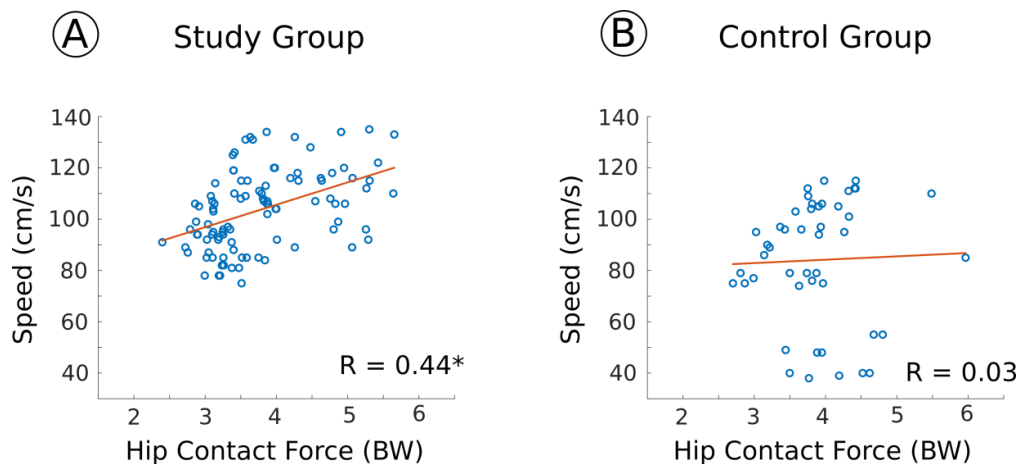 A Study Group
140
120
100
80
60
40
Speed (cm/s)
R = 0.44*
2 3 4 5 6
Hip Contact Force (BW)
B Control Group
140
120
100
80
60
40
Speed (cm/s)
R = 0.03
2 3 4 5 6
Hip Contact Force (BW)